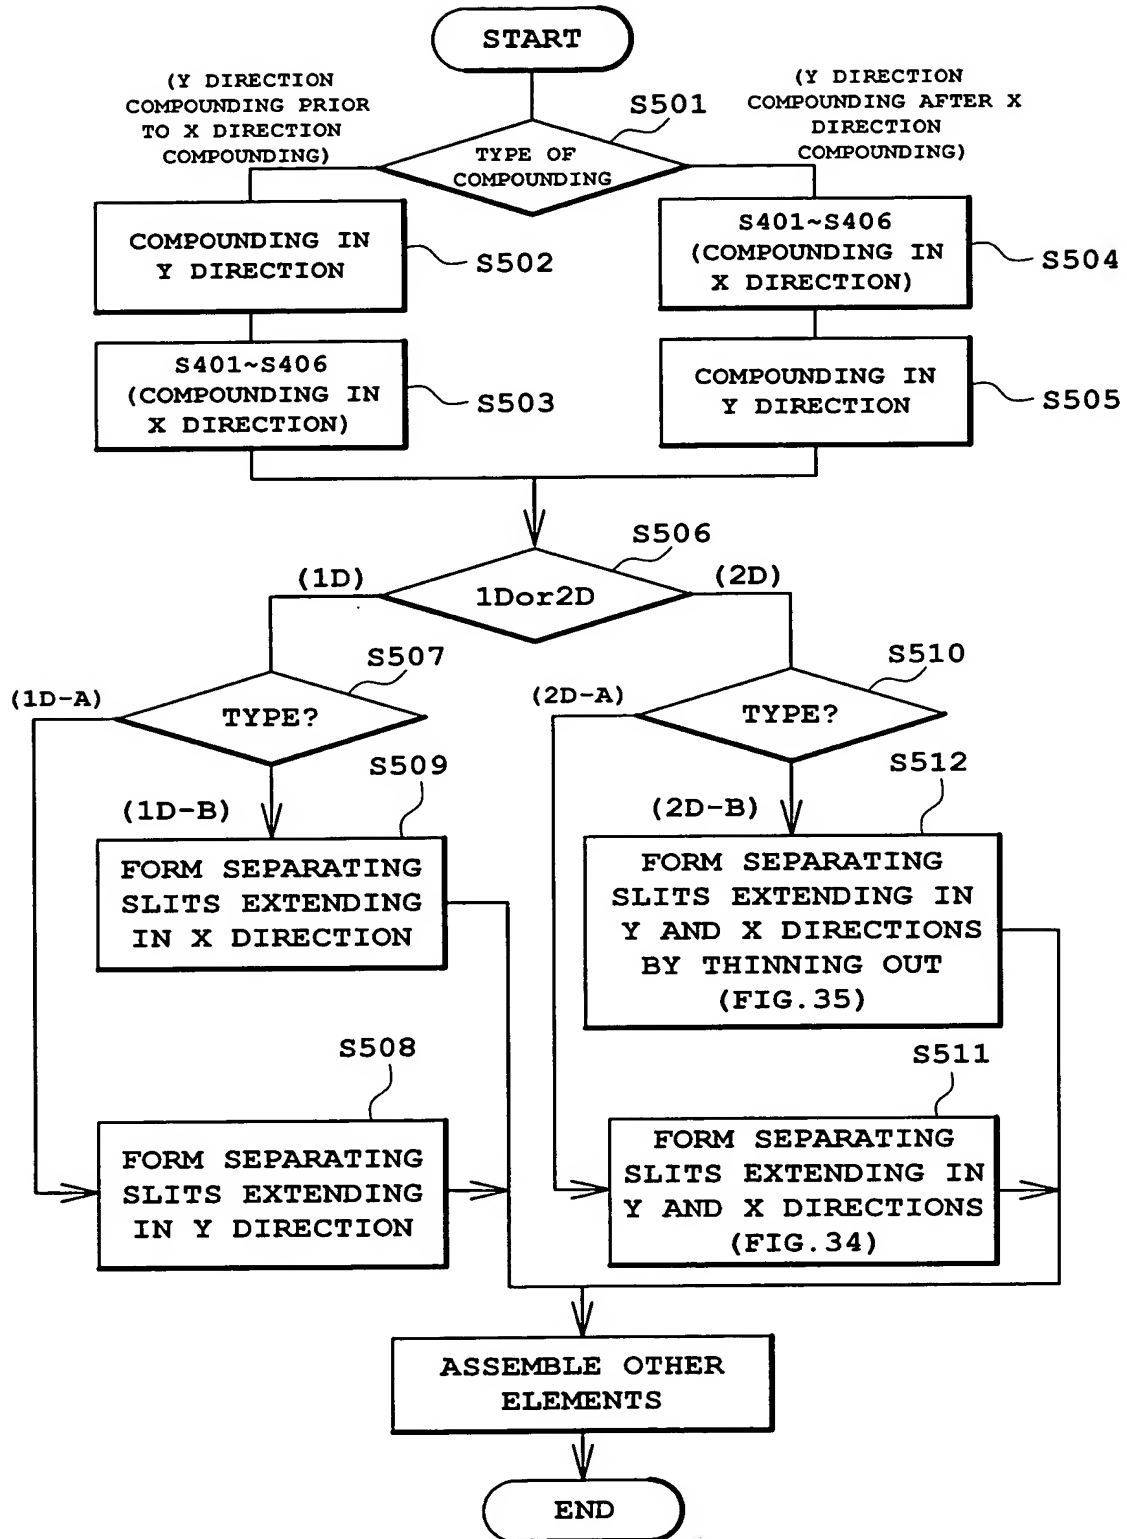 START
(Y DIRECTION
COMPOUNDING PRIOR
TO X DIRECTION
COMPOUNDING)
S501
(Y DIRECTION
COMPOUNDING AFTER X
DIRECTION
COMPOUNDING)
TYPE OF
COMPOUNDING
COMPOUNDING IN
Y DIRECTION
S502
S401~S406
(COMPOUNDING IN
X DIRECTION)
S504
S401~S406
(COMPOUNDING IN
X DIRECTION)
S503
COMPOUNDING IN
Y DIRECTION
S505
S506
(1D)
1Dor2D
(2D)
S507
(1D-A)
TYPE?
S510
(2D-A)
TYPE?
S509
(1D-B)
FORM SEPARATING
SLITS EXTENDING
IN X DIRECTION
S512
(2D-B)
FORM SEPARATING
SLITS EXTENDING IN
Y AND X DIRECTIONS
BY THINNING OUT
(FIG.35)
S508
FORM SEPARATING
SLITS EXTENDING
IN Y DIRECTION
S511
FORM SEPARATING
SLITS EXTENDING IN
Y AND X DIRECTIONS
(FIG.34)
ASSEMBLE OTHER
ELEMENTS
END